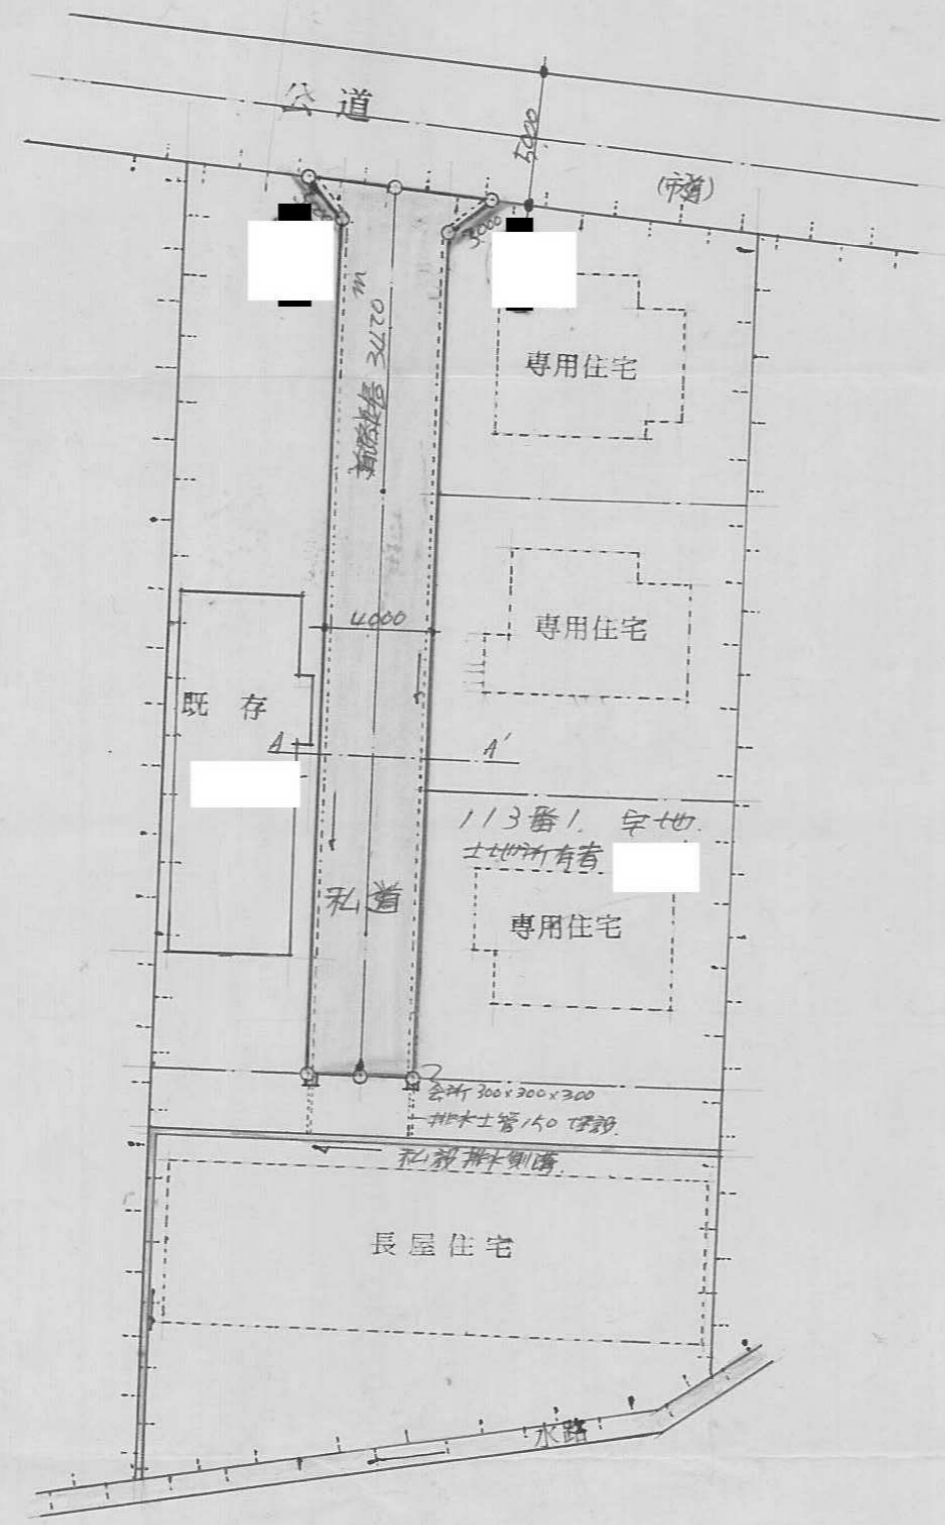 公道
5000
(市道)
3000
道路延長 34.20 m
専用住宅
専用住宅
4000
既存
A
A'
113番1. 宅地.
土地所有者
専用住宅
私道
会所 300×300×300
排水土管150 埋設.
私設排水側溝.
長屋住宅
水路